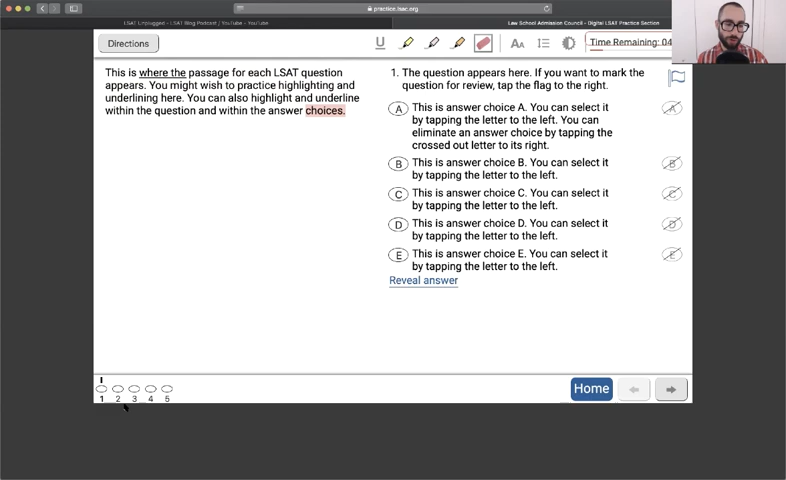 practice.lsac.org
LSAT Unplugged - LSAT Blog Podcast / YouTube - YouTube
Law School Admission Council - Digital LSAT Practice Section
Directions
U
AA
Time Remaining: 04
This is where the passage for each LSAT question
appears. You might wish to practice highlighting and
underlining here. You can also highlight and underline
within the question and within the answer choices.
1. The question appears here. If you want to mark the
question for review, tap the flag to the right.
A This is answer choice A. You can select it A
by tapping the letter to the left. You can
eliminate an answer choice by tapping the
crossed out letter to its right.
B This is answer choice B. You can select it B
by tapping the letter to the left.
C This is answer choice C. You can select it C
by tapping the letter to the left.
D This is answer choice D. You can select it D
by tapping the letter to the left.
E This is answer choice E. You can select it E
by tapping the letter to the left.
Reveal answer
1 2 3 4 5
Home